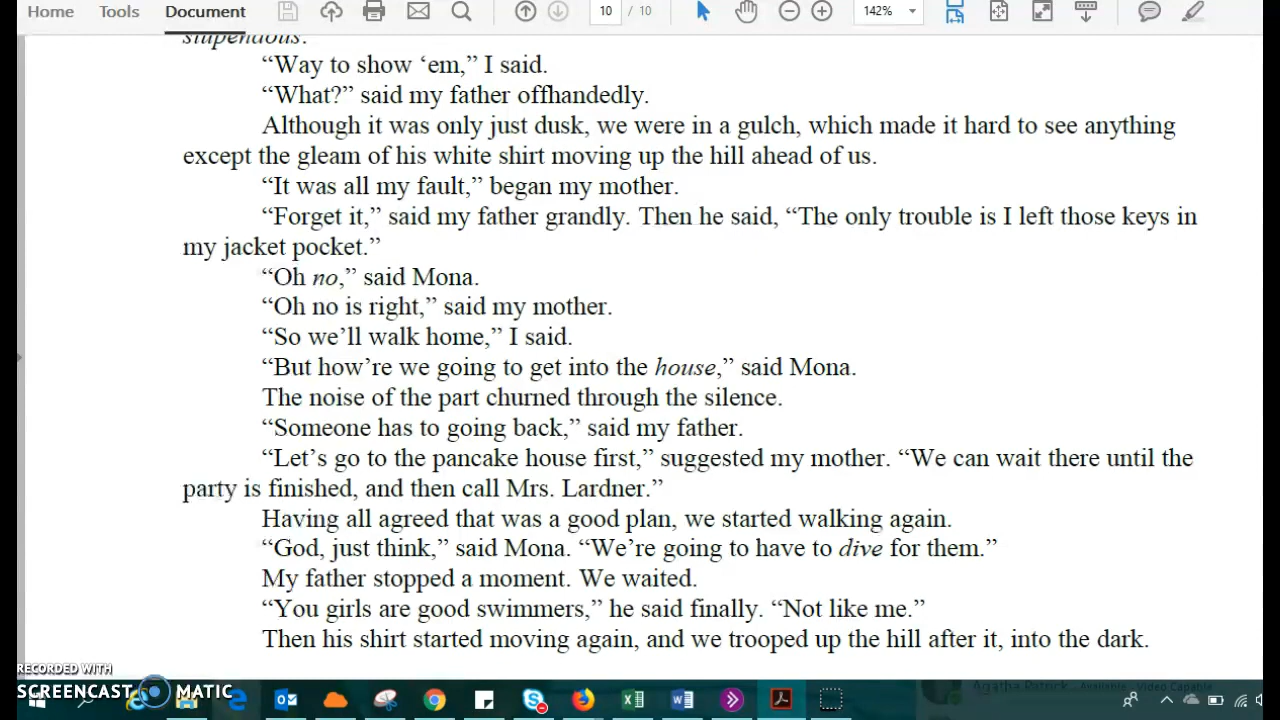 Home Tools Document 10 / 10 142%
stupendous.
“Way to show ‘em,” I said.
“What?” said my father offhandedly.
Although it was only just dusk, we were in a gulch, which made it hard to see anything
except the gleam of his white shirt moving up the hill ahead of us.
“It was all my fault,” began my mother.
“Forget it,” said my father grandly. Then he said, “The only trouble is I left those keys in
my jacket pocket.”
“Oh no,” said Mona.
“Oh no is right,” said my mother.
“So we’ll walk home,” I said.
“But how’re we going to get into the house,” said Mona.
The noise of the part churned through the silence.
“Someone has to going back,” said my father.
“Let’s go to the pancake house first,” suggested my mother. “We can wait there until the
party is finished, and then call Mrs. Lardner.”
Having all agreed that was a good plan, we started walking again.
“God, just think,” said Mona. “We’re going to have to dive for them.”
My father stopped a moment. We waited.
“You girls are good swimmers,” he said finally. “Not like me.”
Then his shirt started moving again, and we trooped up the hill after it, into the dark.
RECORDED WITH
SCREENCAST MATIC
Agatha Patrick - Available - Video Capable